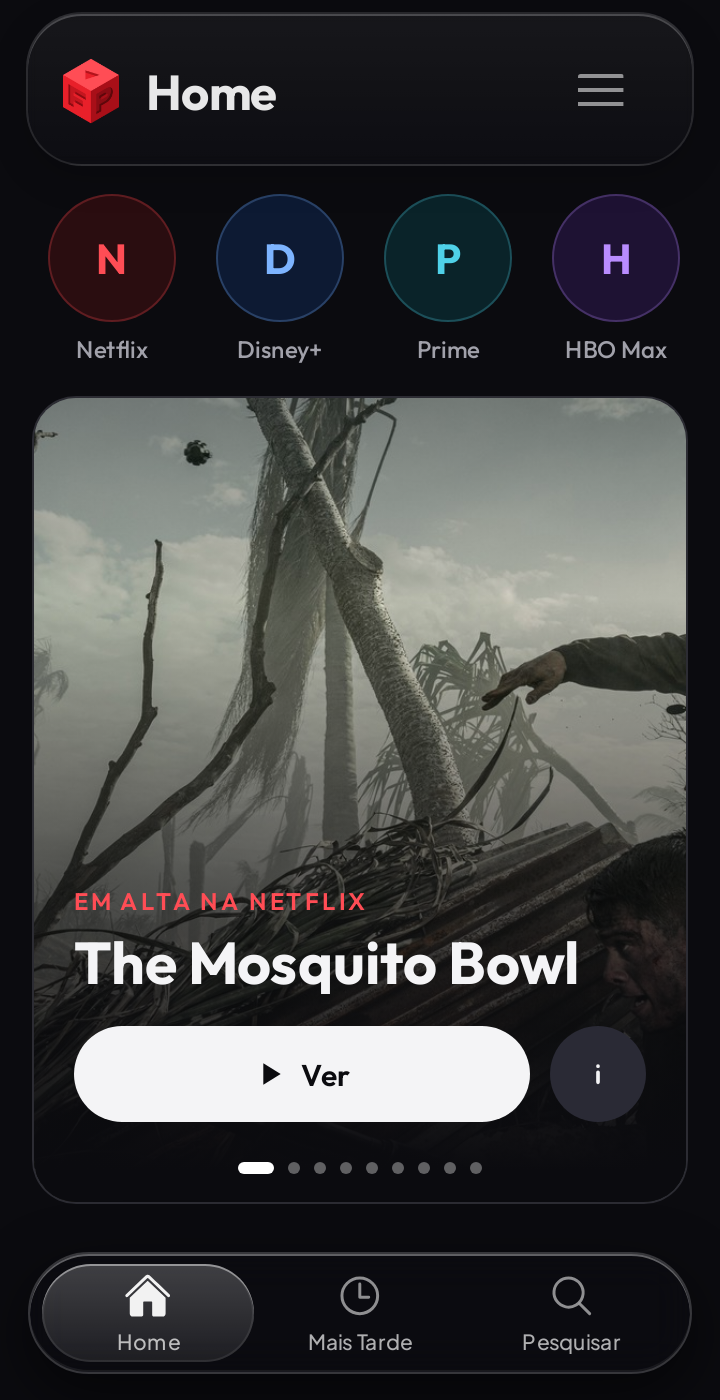 Home
N
D
P
H
Netflix
Disney+
Prime
HBO Max
EM ALTA NA NETFLIX
The Mosquito Bowl
Ver
Home
Mais Tarde
Pesquisar